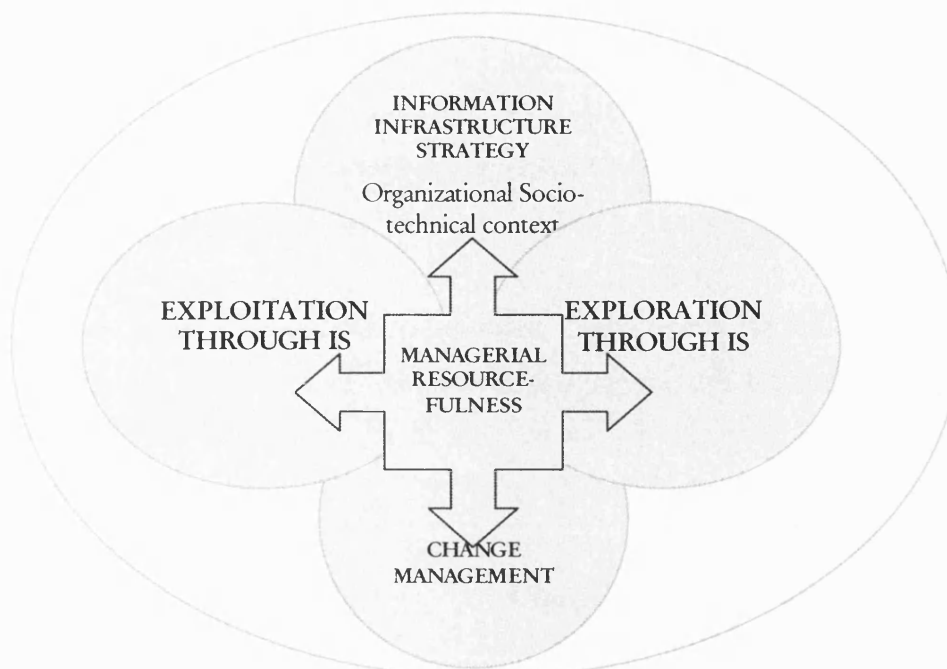 INFORMATION
INFRASTRUCTURE
STRATEGY
Organizational Socio-
technical context
EXPLOITATION
THROUGH IS
EXPLORATION
THROUGH IS
MANAGERIAL
RESOURCE-
FULNESS
CHANGE
MANAGEMENT